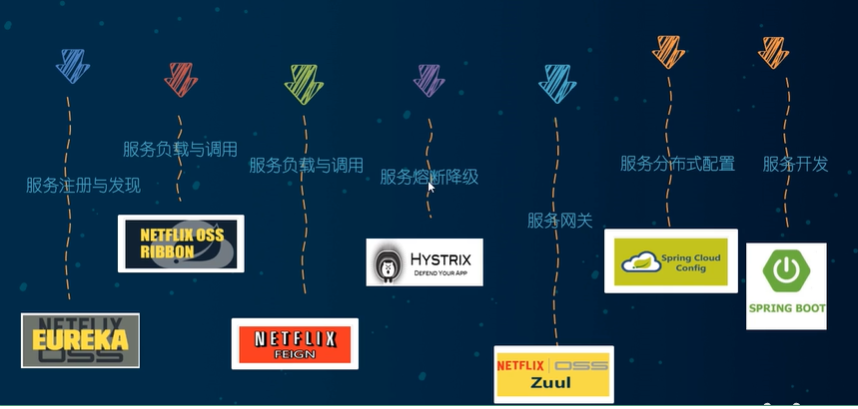 服务注册与发现
NETFLIX OSS
EUREKA
服务负载与调用
NETFLIX OSS
RIBBON
服务负载与调用
NETFLIX
FEIGN
服务熔断降级
HYSTRIX
DEFEND YOUR APP
服务网关
NETFLIX OSS
Zuul
服务分布式配置
Spring Cloud
Config
服务开发
SPRING BOOT